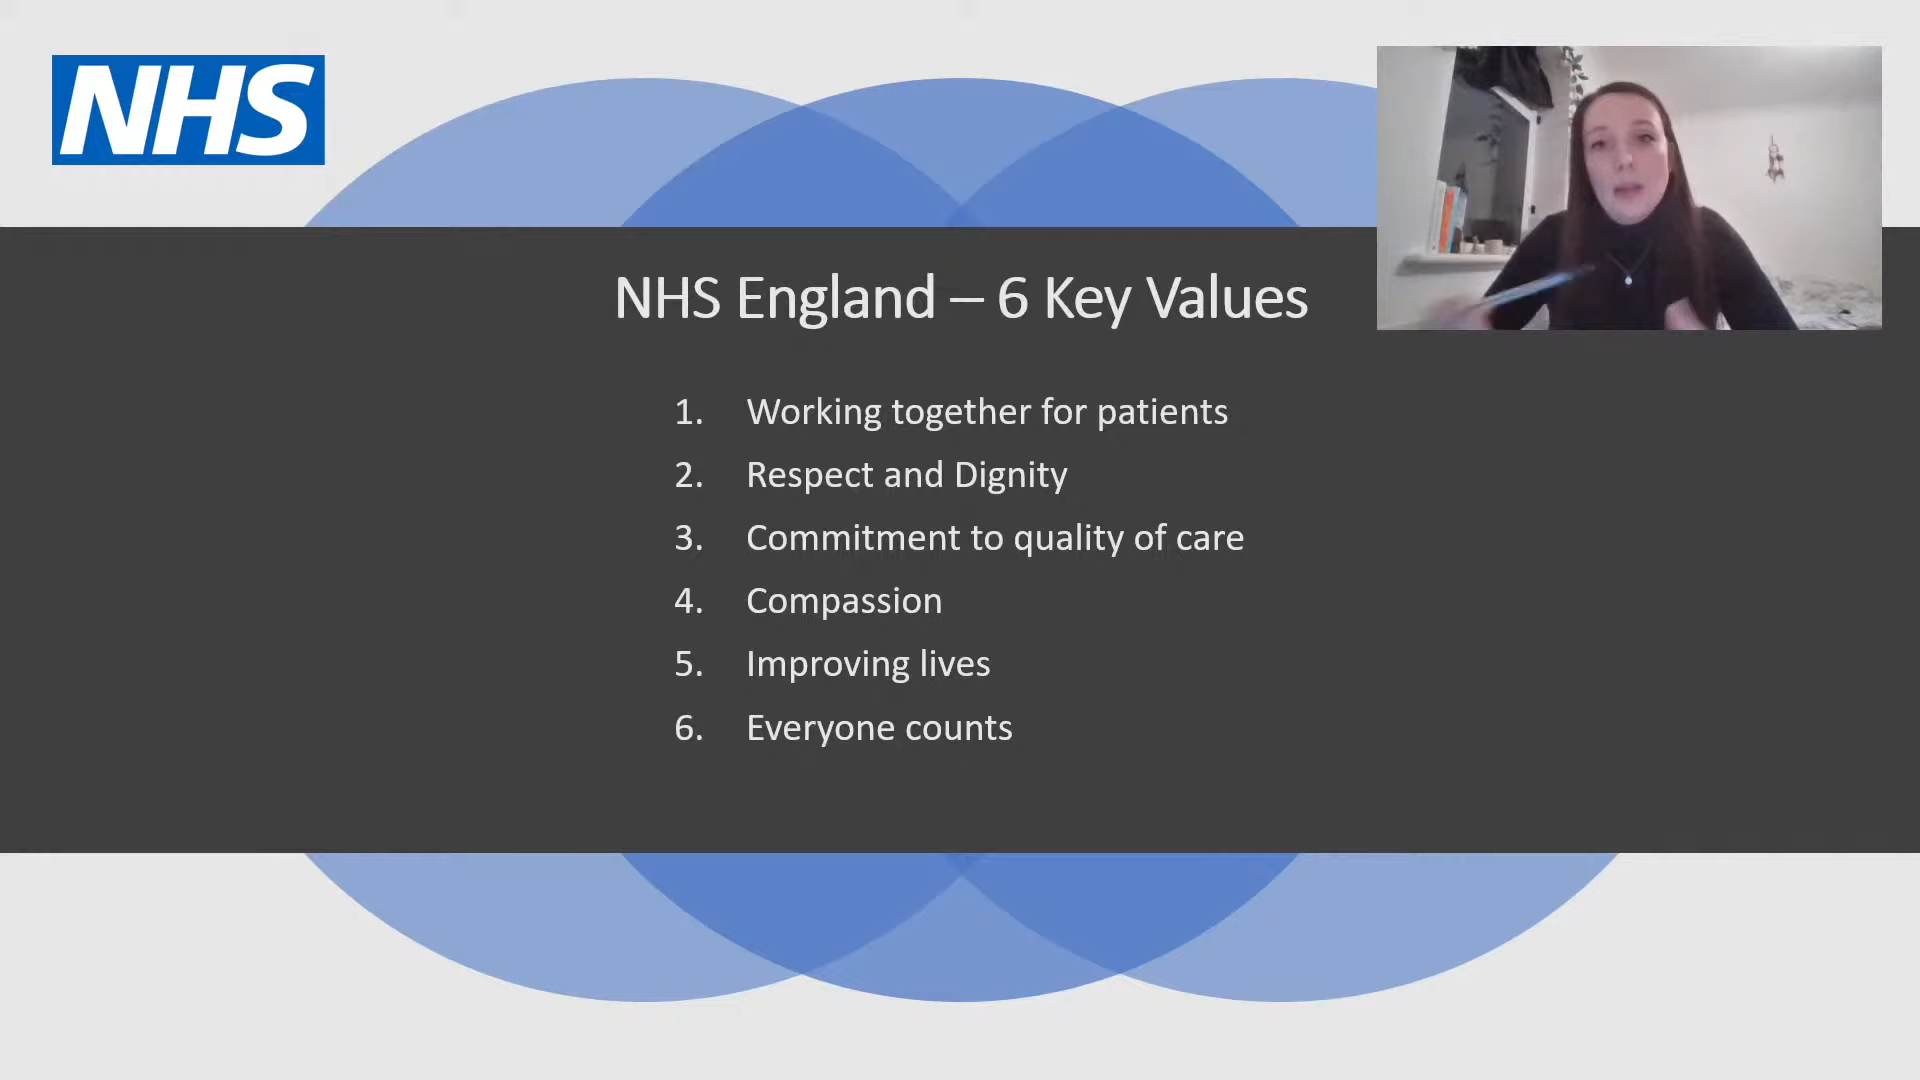 NHS
NHS England – 6 Key Values
1. Working together for patients
2. Respect and Dignity
3. Commitment to quality of care
4. Compassion
5. Improving lives
6. Everyone counts